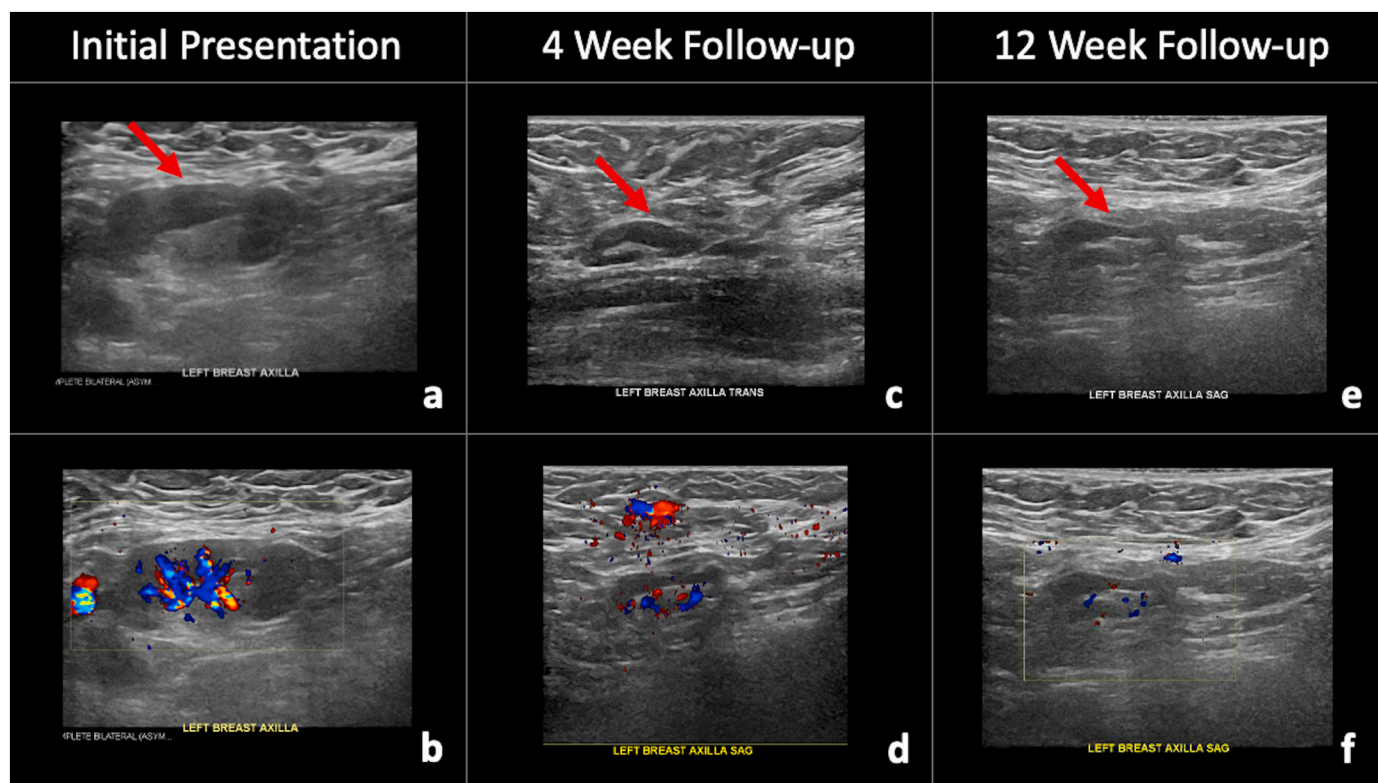 Initial Presentation
4 Week Follow-up
12 Week Follow-up
LEFT BREAST AXILLA
a
LEFT BREAST AXILLA TRANS
c
LEFT BREAST AXILLA SAG
e
LEFT BREAST AXILLA
b
LEFT BREAST AXILLA SAG
d
LEFT BREAST AXILLA SAG
f